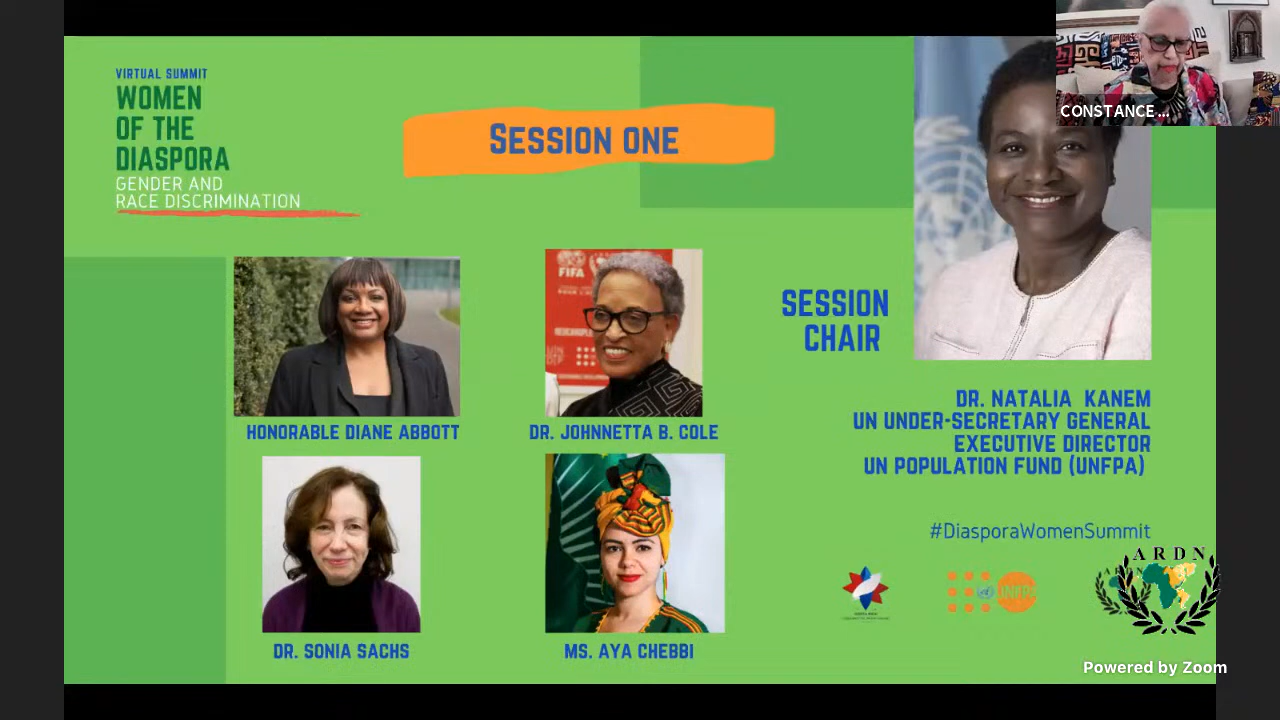 VIRTUAL SUMMIT
WOMEN
OF THE
DIASPORA
GENDER AND
RACE DISCRIMINATION
SESSION ONE
CONSTANCE ...
FIFA
SESSION
CHAIR
HONORABLE DIANE ABBOTT
DR. JOHNNETTA B. COLE
DR. NATALIA KANEM
UN UNDER-SECRETARY GENERAL
EXECUTIVE DIRECTOR
UN POPULATION FUND (UNFPA)
#DiasporaWomenSummit
ARDN
UNFPA
DR. SONIA SACHS
MS. AYA CHEBBI
Powered by Zoom